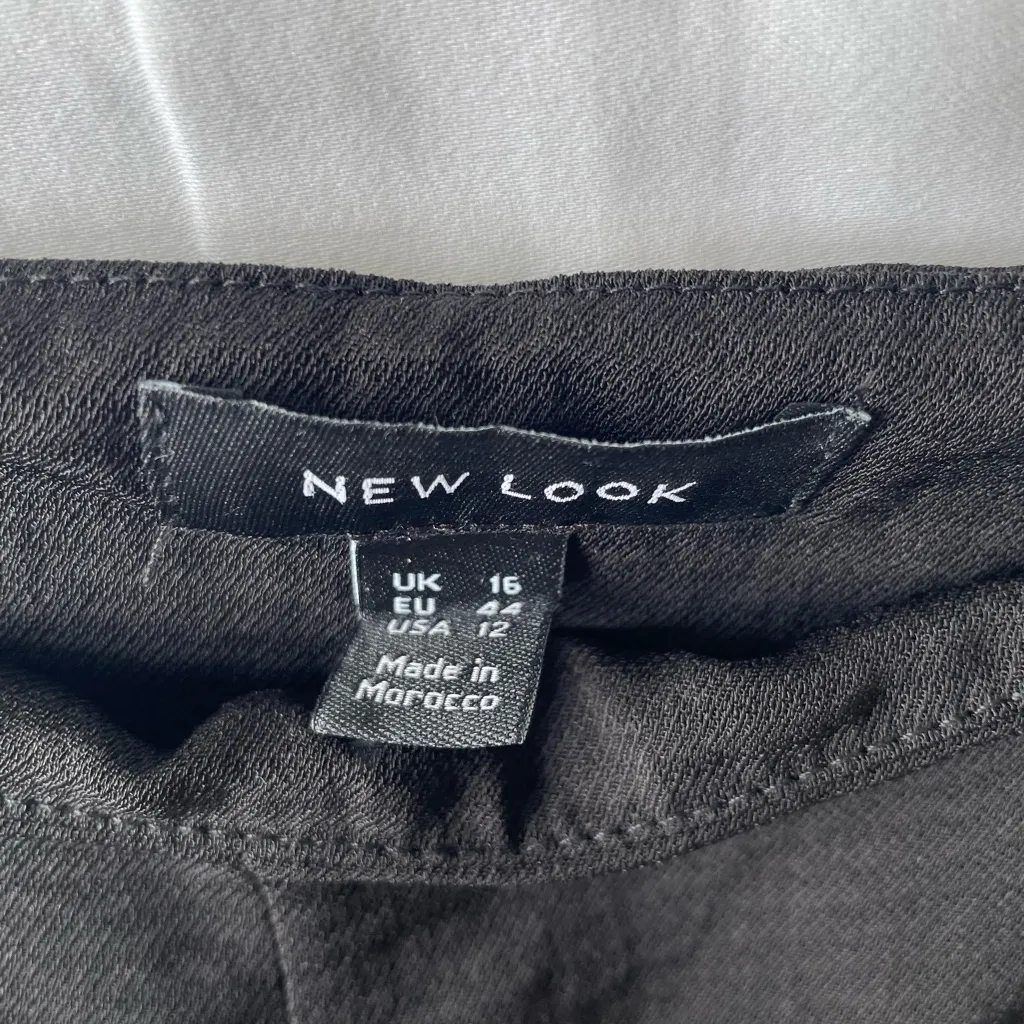 NEW LOOK
UK 16
EU 44
USA 12
Made in
Morocco